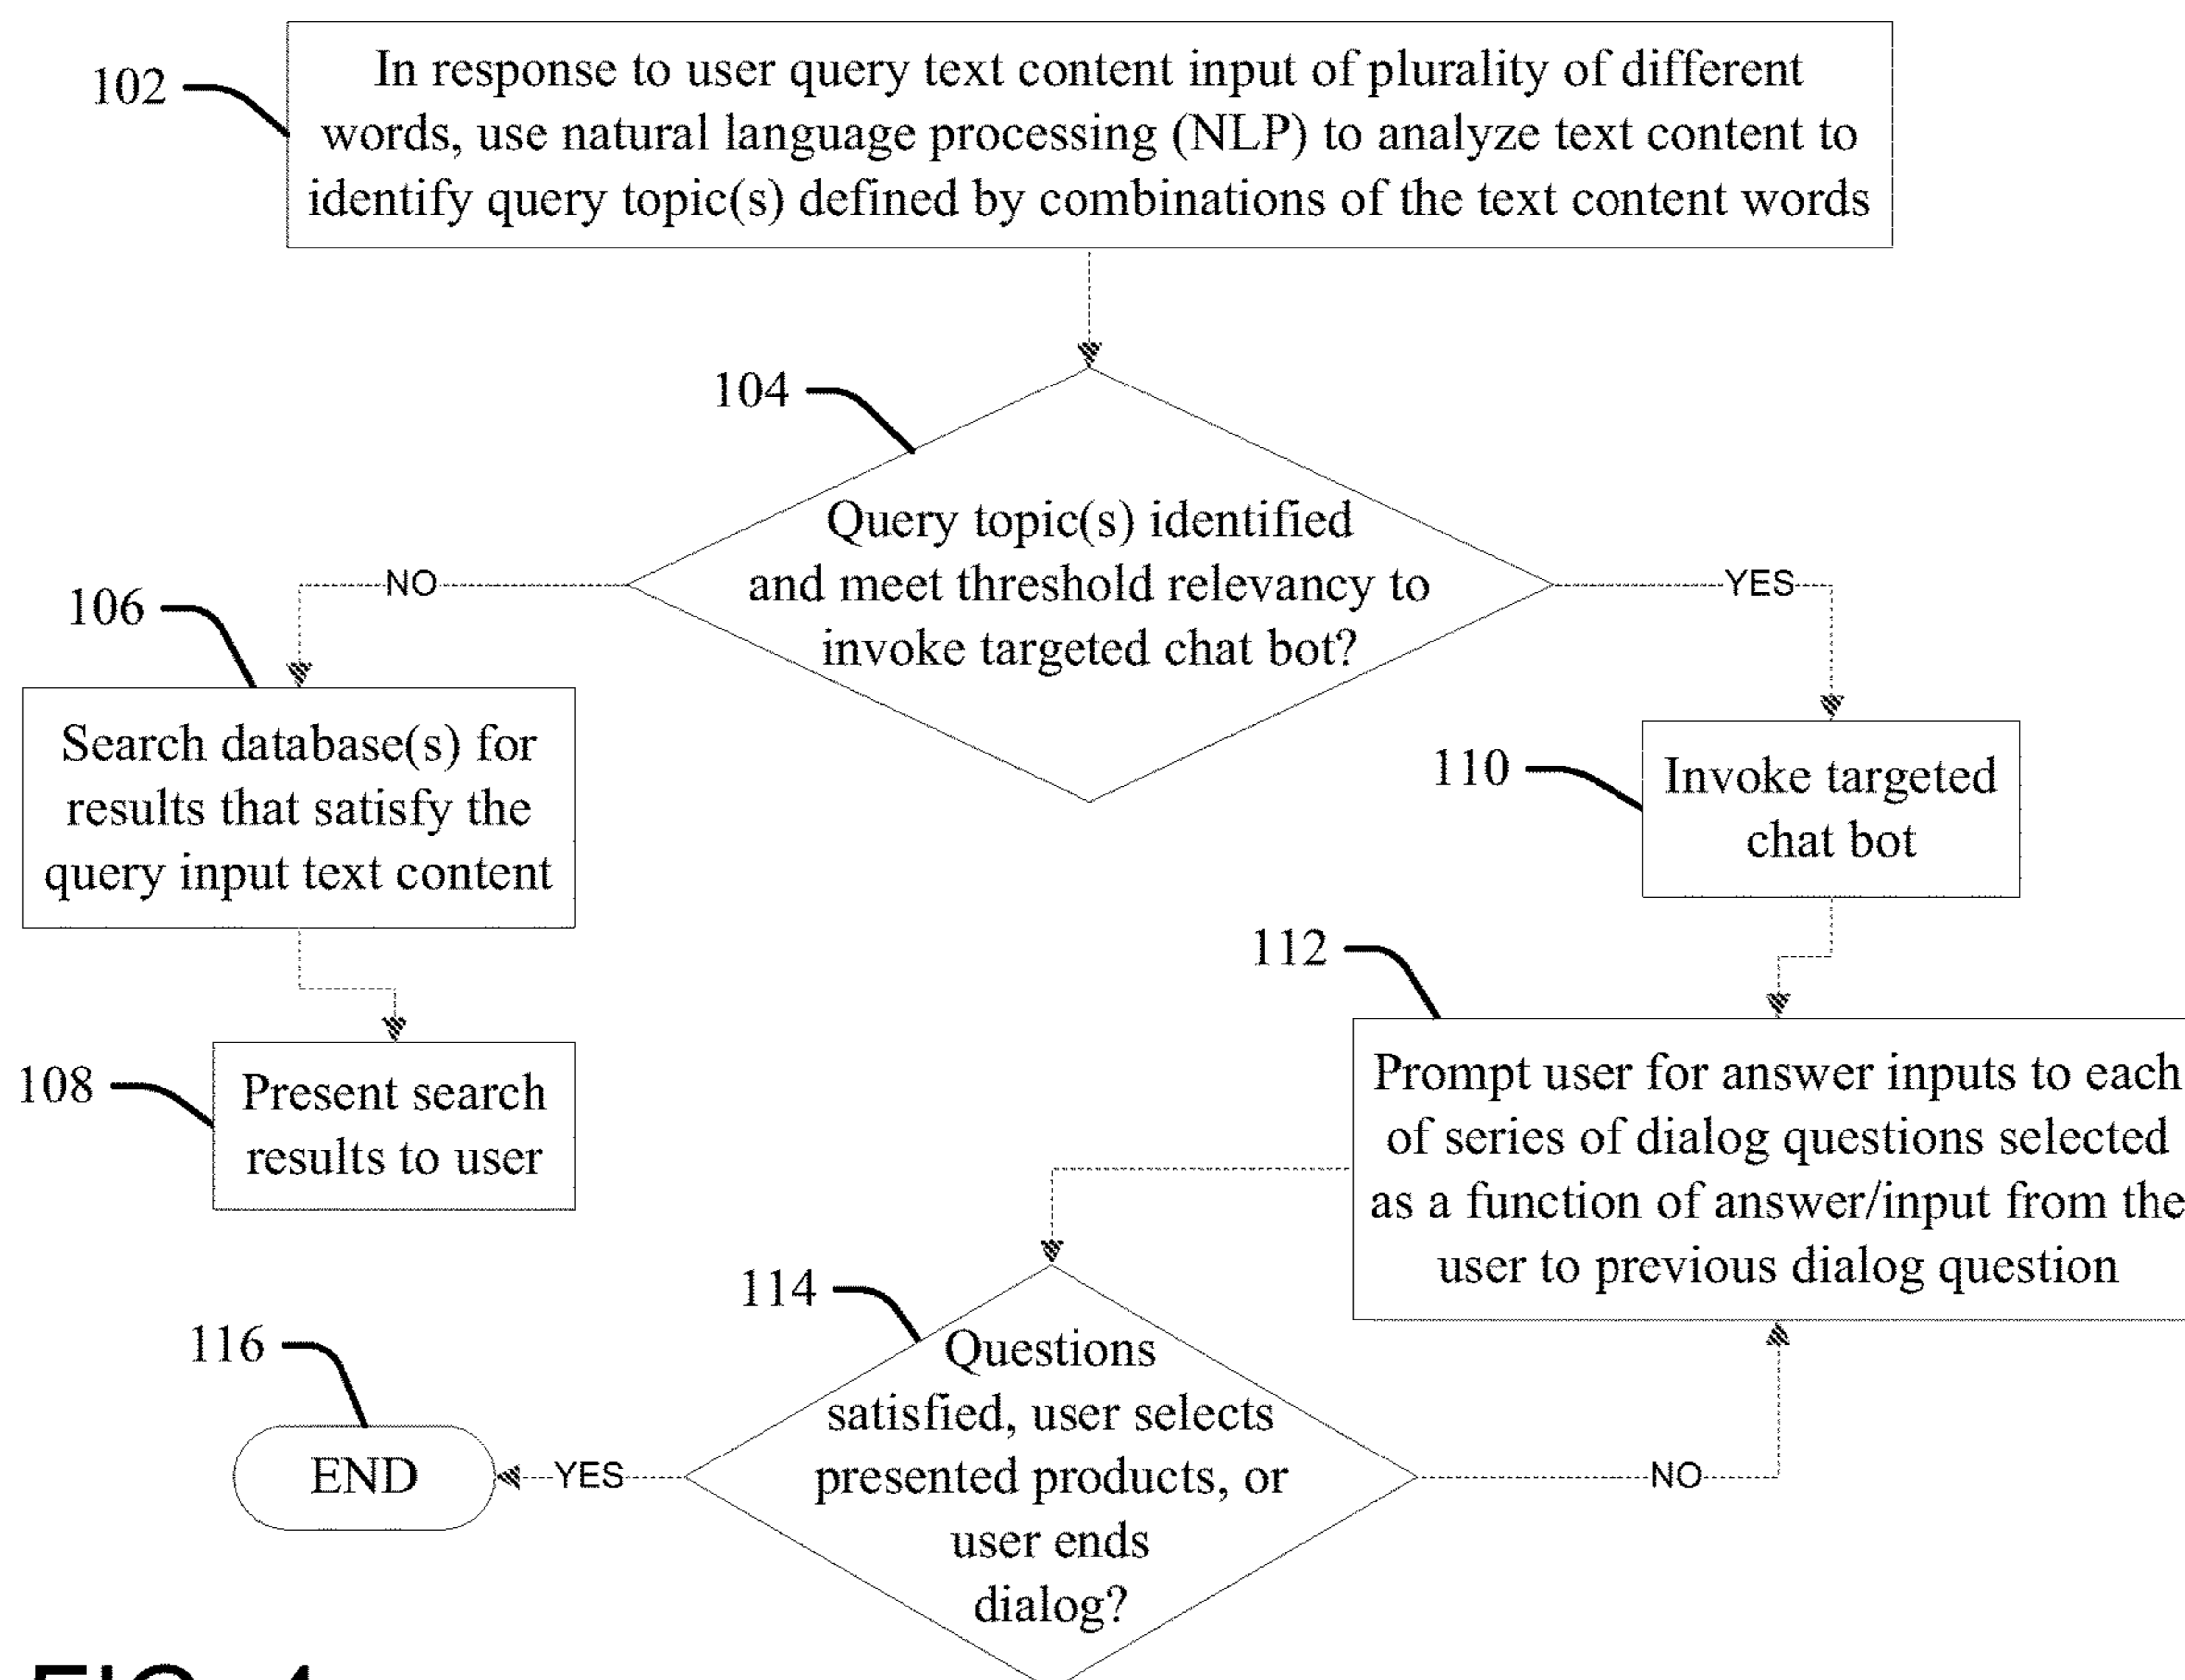 102
In response to user query text content input of plurality of different
words, use natural language processing (NLP) to analyze text content to
identify query topic(s) defined by combinations of the text content words
104
Query topic(s) identified
and meet threshold relevancy to
invoke targeted chat bot?
NO
YES
106
Search database(s) for
results that satisfy the
query input text content
110
Invoke targeted
chat bot
108
Present search
results to user
112
Prompt user for answer inputs to each
of series of dialog questions selected
as a function of answer/input from the
user to previous dialog question
114
Questions
satisfied, user selects
presented products, or
user ends
dialog?
116
END
YES
NO